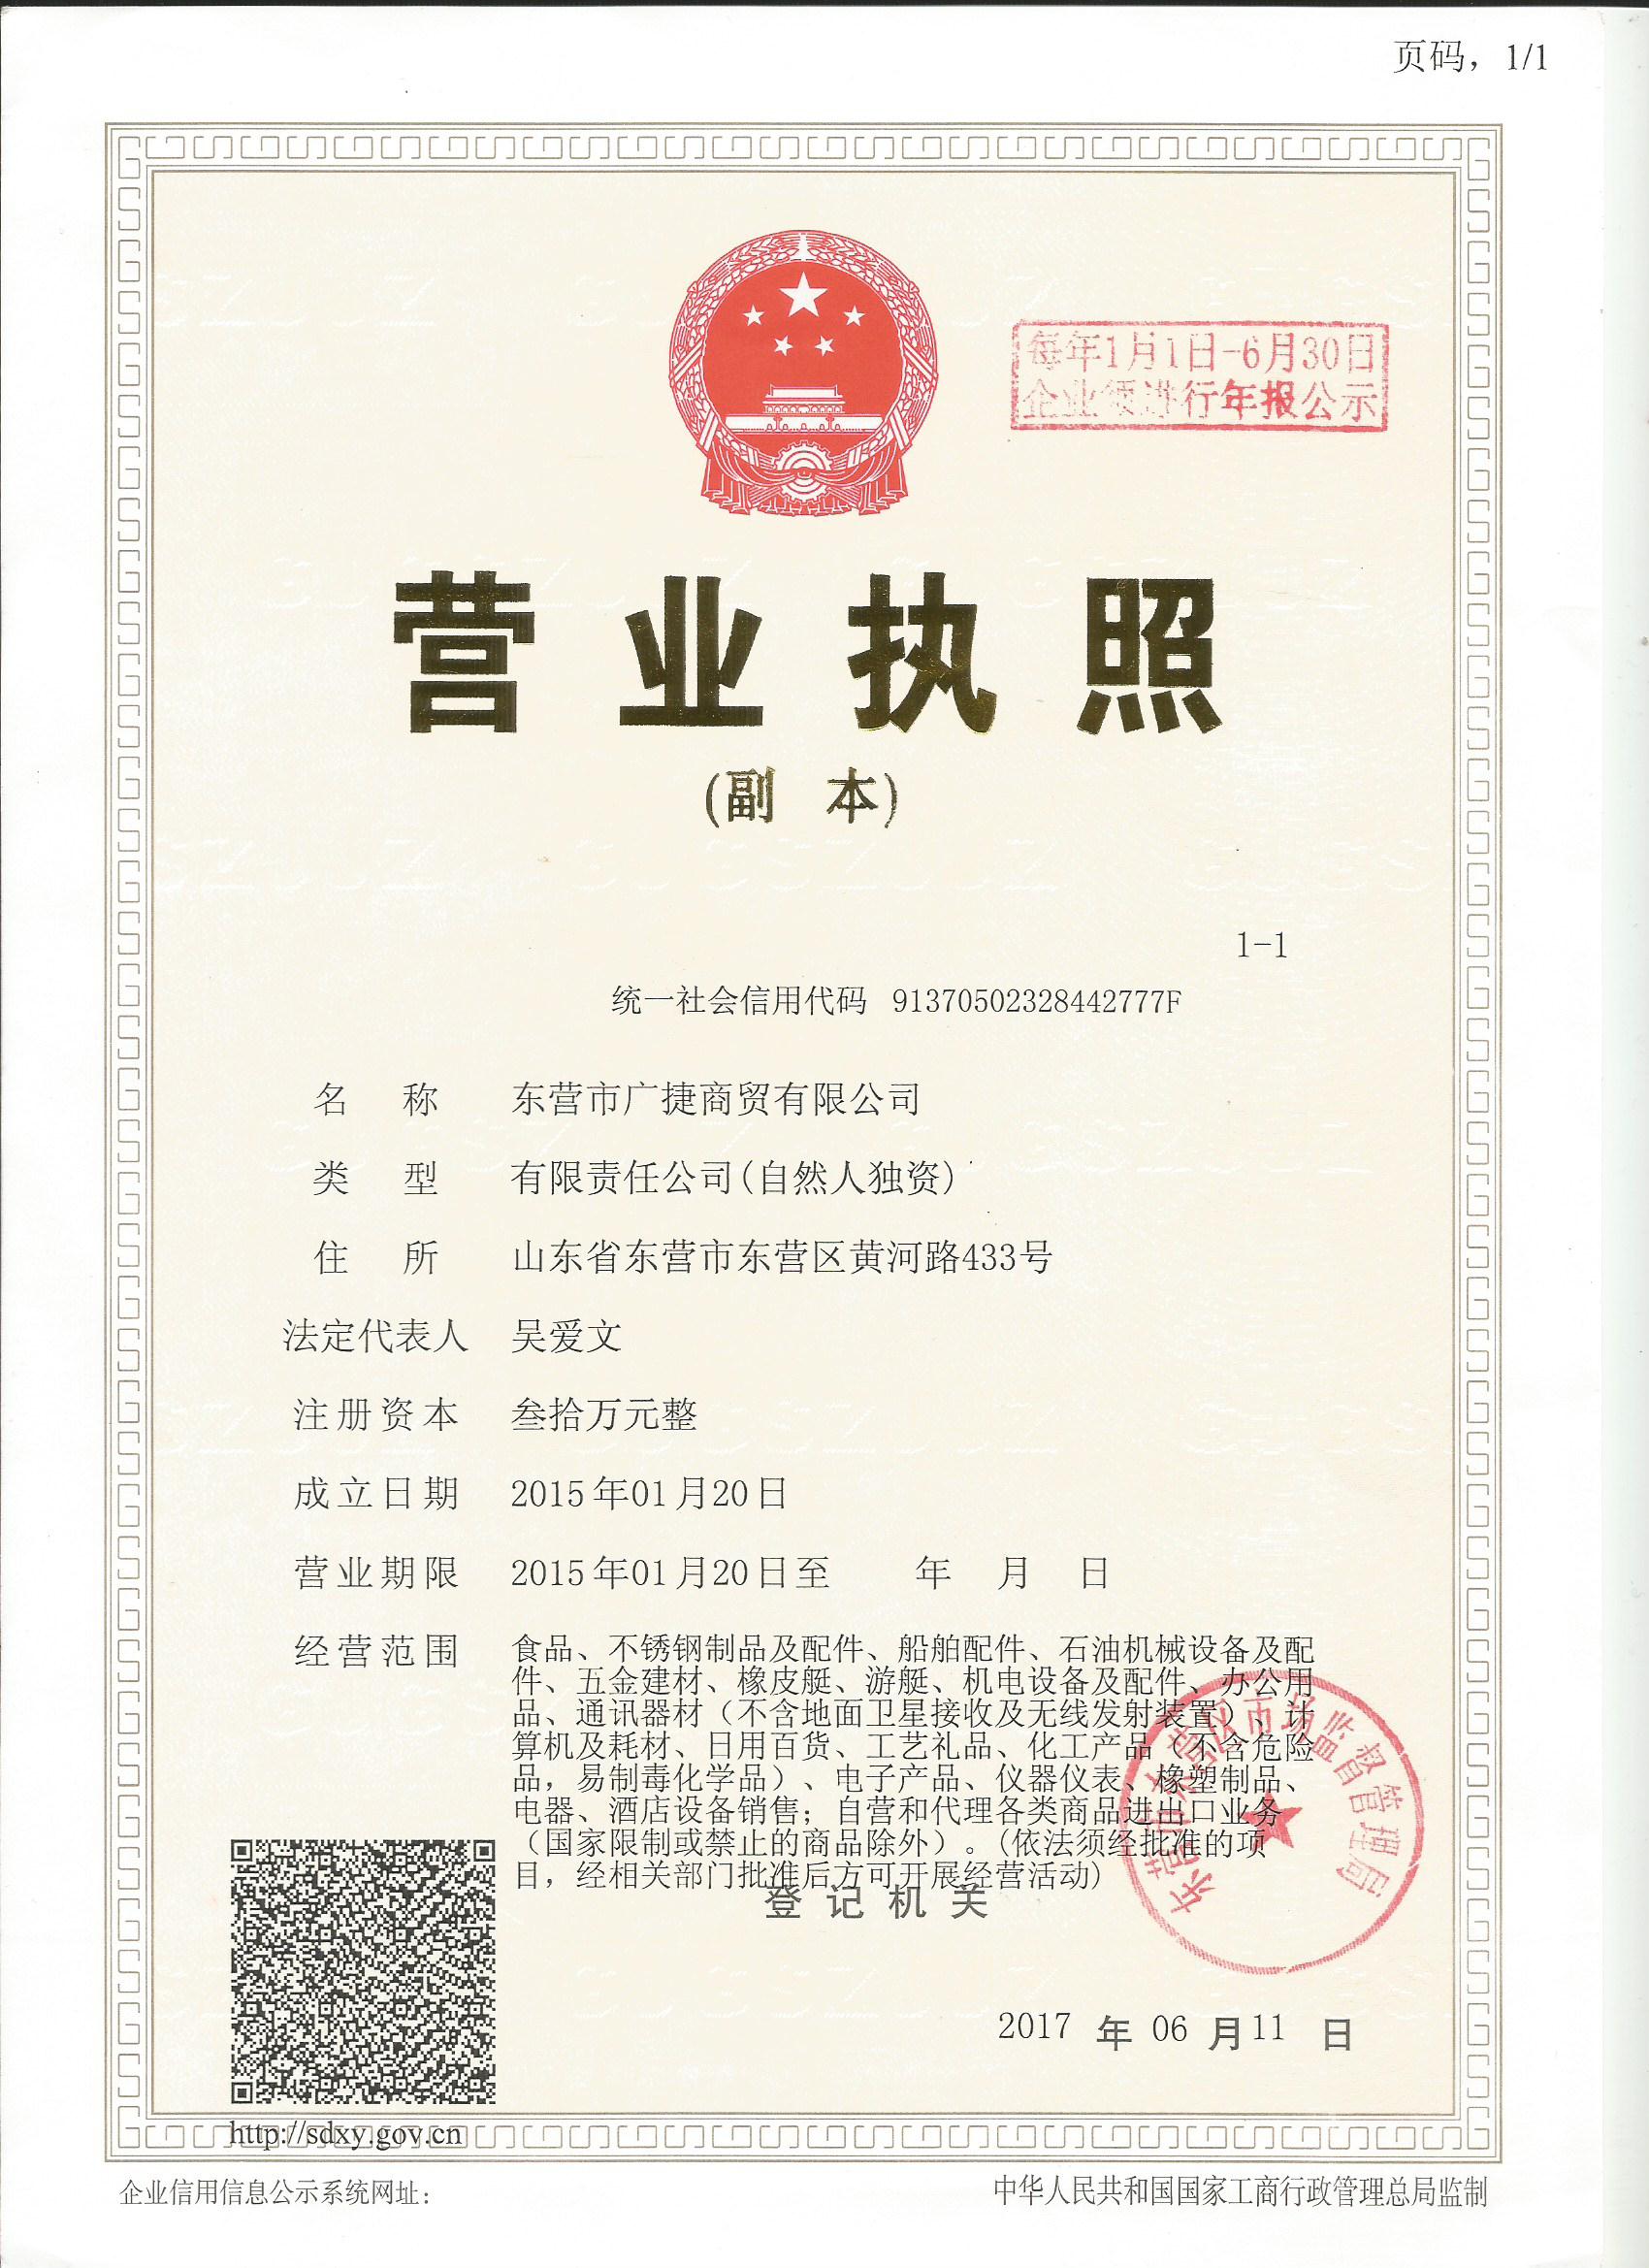 页码，1/1
每年1月1日-6月30日
企业须进行年报公示
营业执照
(副 本)
1-1
统一社会信用代码 91370502328442777F
名 称 东营市广捷商贸有限公司
类 型 有限责任公司(自然人独资)
住 所 山东省东营市东营区黄河路433号
法定代表人 吴爱文
注册资本 叁拾万元整
成立日期 2015年01月20日
营业期限 2015年01月20日至 年 月 日
经营范围 食品、不锈钢制品及配件、船舶配件、石油机械设备及配
件、五金建材、橡皮艇、游艇、机电设备及配件、办公用
品、通讯器材（不含地面卫星接收及无线发射装置）、计
算机及耗材、日用百货、工艺礼品、化工产品（不含危险
品，易制毒化学品）、电子产品、仪器仪表、橡塑制品、
电器、酒店设备销售；自营和代理各类商品进出口业务
（国家限制或禁止的商品除外）。(依法须经批准的项
目，经相关部门批准后方可开展经营活动)
登记机关
东营市东营区市场监督管理局
2017 年 06 月 11 日
http://sdxy.gov.cn
企业信用信息公示系统网址：
中华人民共和国国家工商行政管理总局监制